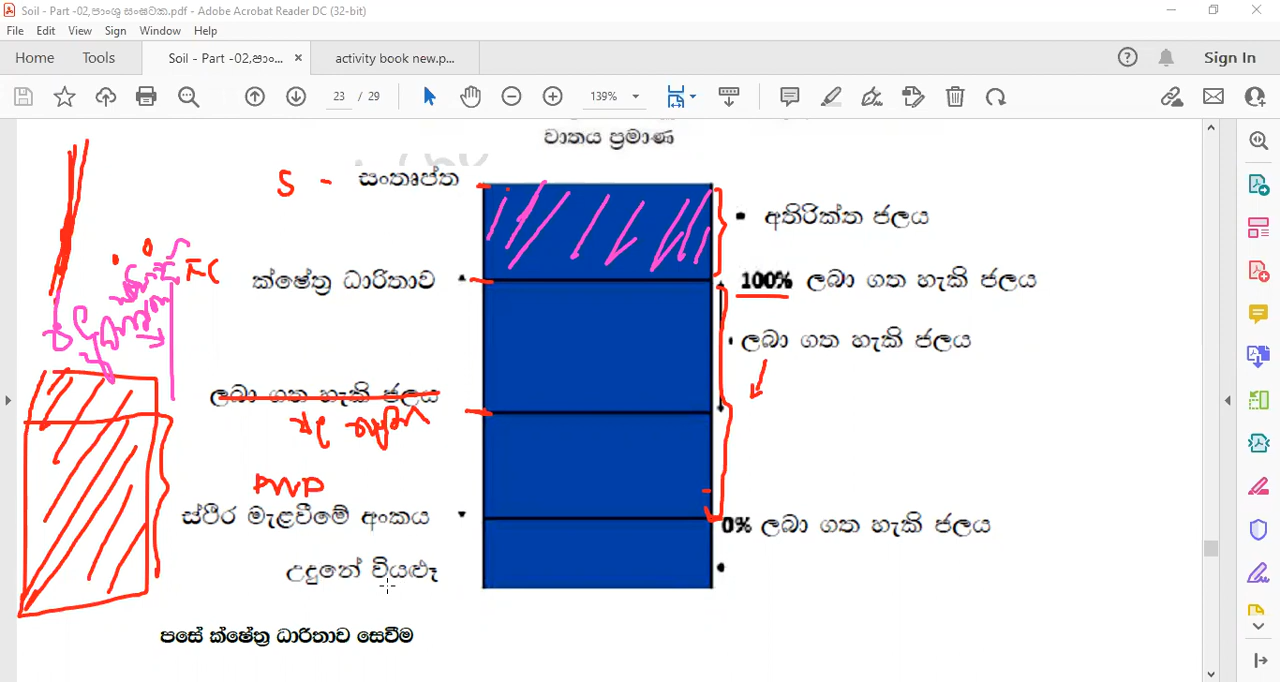 Soil - Part -02,පාංශු සංඝටක.pdf - Adobe Acrobat Reader DC (32-bit)
File Edit View Sign Window Help
Home Tools Soil - Part -02,පාං... × activity book new.p... Sign In
23 / 29 139%
වාතය ප්‍රමාණ
S - සංතෘප්ත
අතිරික්ත ජලය
FC
ක්ෂේත්‍ර ධාරිතාව
100% ලබා ගත හැකි ජලය
ලබා ගත හැකි ජලය
ලබා ගත හැකි ජලය
PWP
ස්ථිර මැළවීමේ අංකය
0% ලබා ගත හැකි ජලය
උදුනේ වියළූ
පසේ ක්ෂේත්‍ර ධාරිතාව සෙවීම